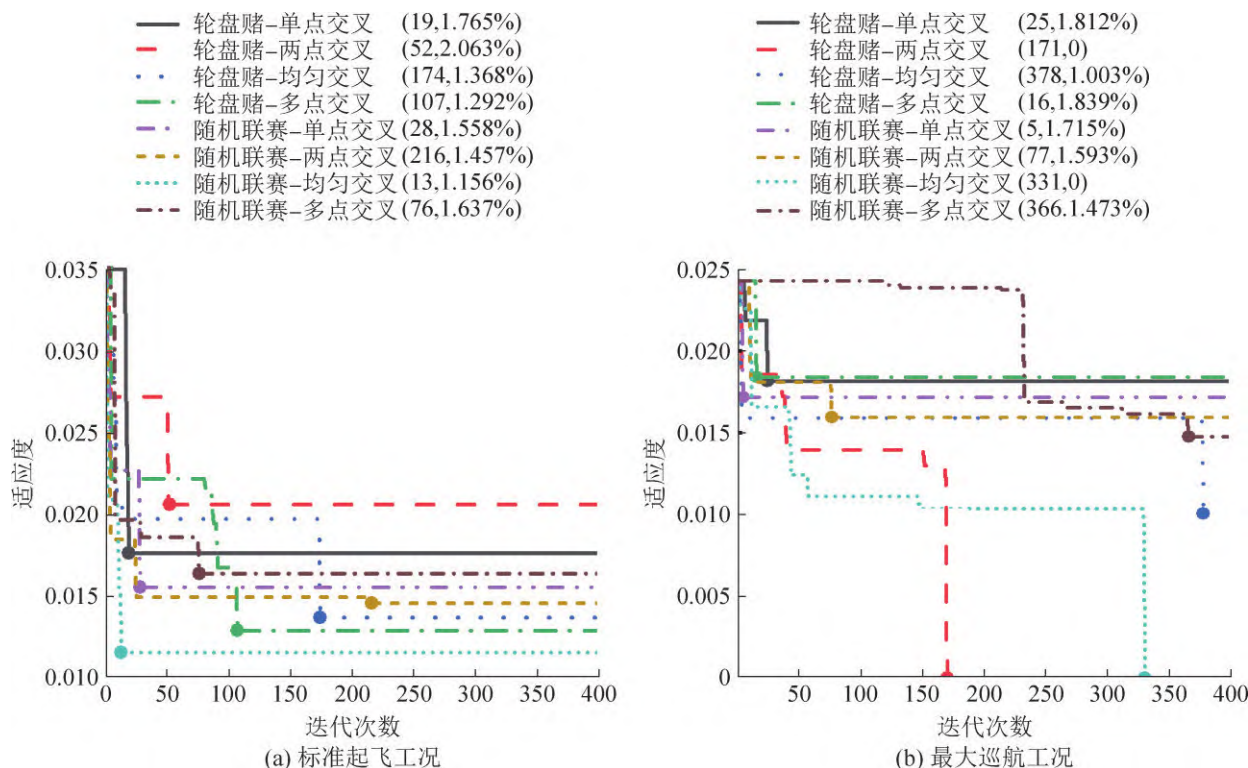 轮盘赌–单点交叉 (19,1.765%)
轮盘赌–两点交叉 (52,2.063%)
轮盘赌–均匀交叉 (174,1.368%)
轮盘赌–多点交叉 (107,1.292%)
随机联赛–单点交叉 (28,1.558%)
随机联赛–两点交叉 (216,1.457%)
随机联赛–均匀交叉 (13,1.156%)
随机联赛–多点交叉 (76,1.637%)
0.035
0.030
0.025
0.020
0.015
0.010
适应度
0 50 100 150 200 250 300 350 400
迭代次数
(a) 标准起飞工况
轮盘赌–单点交叉 (25,1.812%)
轮盘赌–两点交叉 (171,0)
轮盘赌–均匀交叉 (378,1.003%)
轮盘赌–多点交叉 (16,1.839%)
随机联赛–单点交叉 (5,1.715%)
随机联赛–两点交叉 (77,1.593%)
随机联赛–均匀交叉 (331,0)
随机联赛–多点交叉 (366.1.473%)
0.025
0.020
0.015
0.010
0.005
0
适应度
50 100 150 200 250 300 350 400
迭代次数
(b) 最大巡航工况